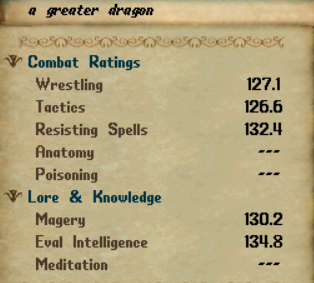 a greater dragon
Combat Ratings
Wrestling 127.1
Tactics 126.6
Resisting Spells 132.4
Anatomy ---
Poisoning ---
Lore & Knowledge
Magery 130.2
Eval Intelligence 134.8
Meditation ---